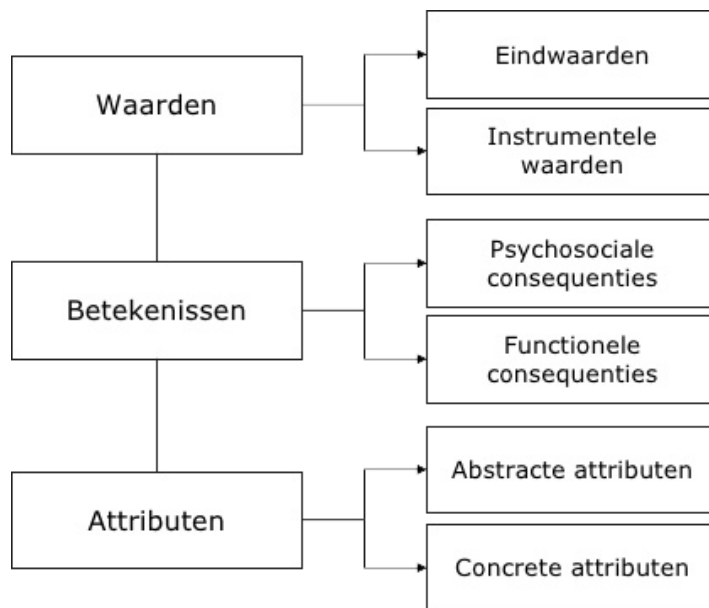 Waarden
Eindwaarden
Instrumentele
waarden
Betekenissen
Psychosociale
consequenties
Functionele
consequenties
Attributen
Abstracte attributen
Concrete attributen